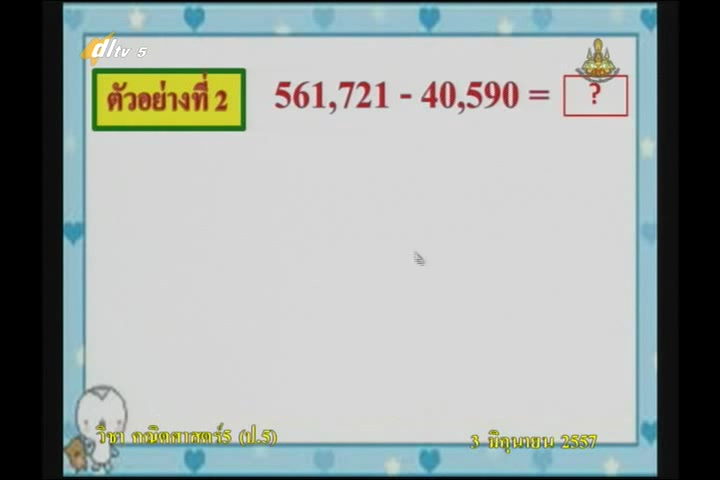 dltv 5
ตัวอย่างที่ 2
561,721 - 40,590 = ?
วิชา คณิตศาสตร์5 (ป.5)
3 มิถุนายน 2557